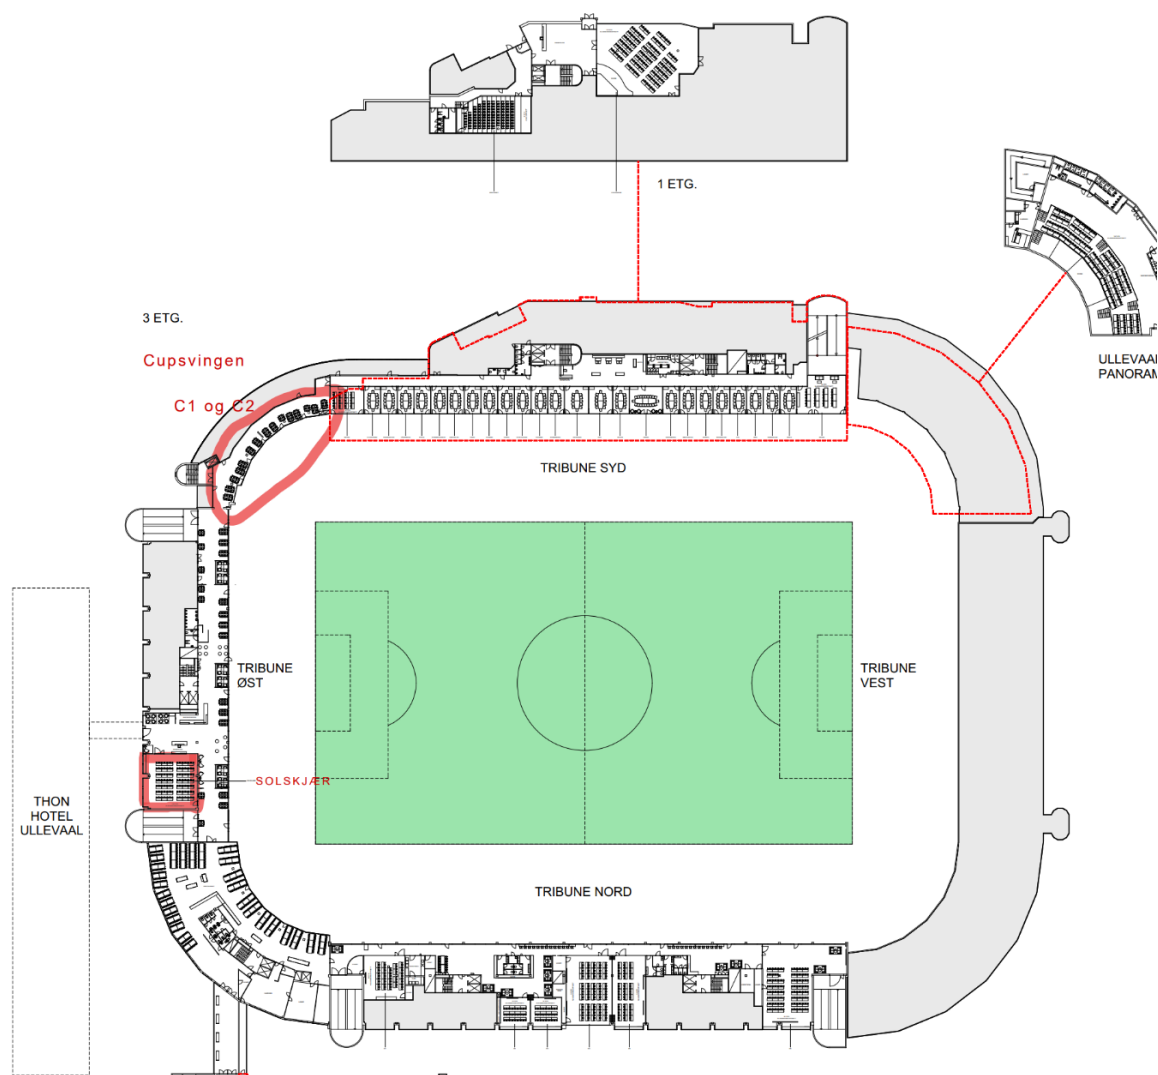 1 ETG.
3 ETG.
Cupsvingen
ULLEVAAL
PANORAM
C1 og C2
TRIBUNE SYD
TRIBUNE
ØST
TRIBUNE
VEST
SOLSKJÆR
THON
HOTEL
ULLEVAAL
TRIBUNE NORD